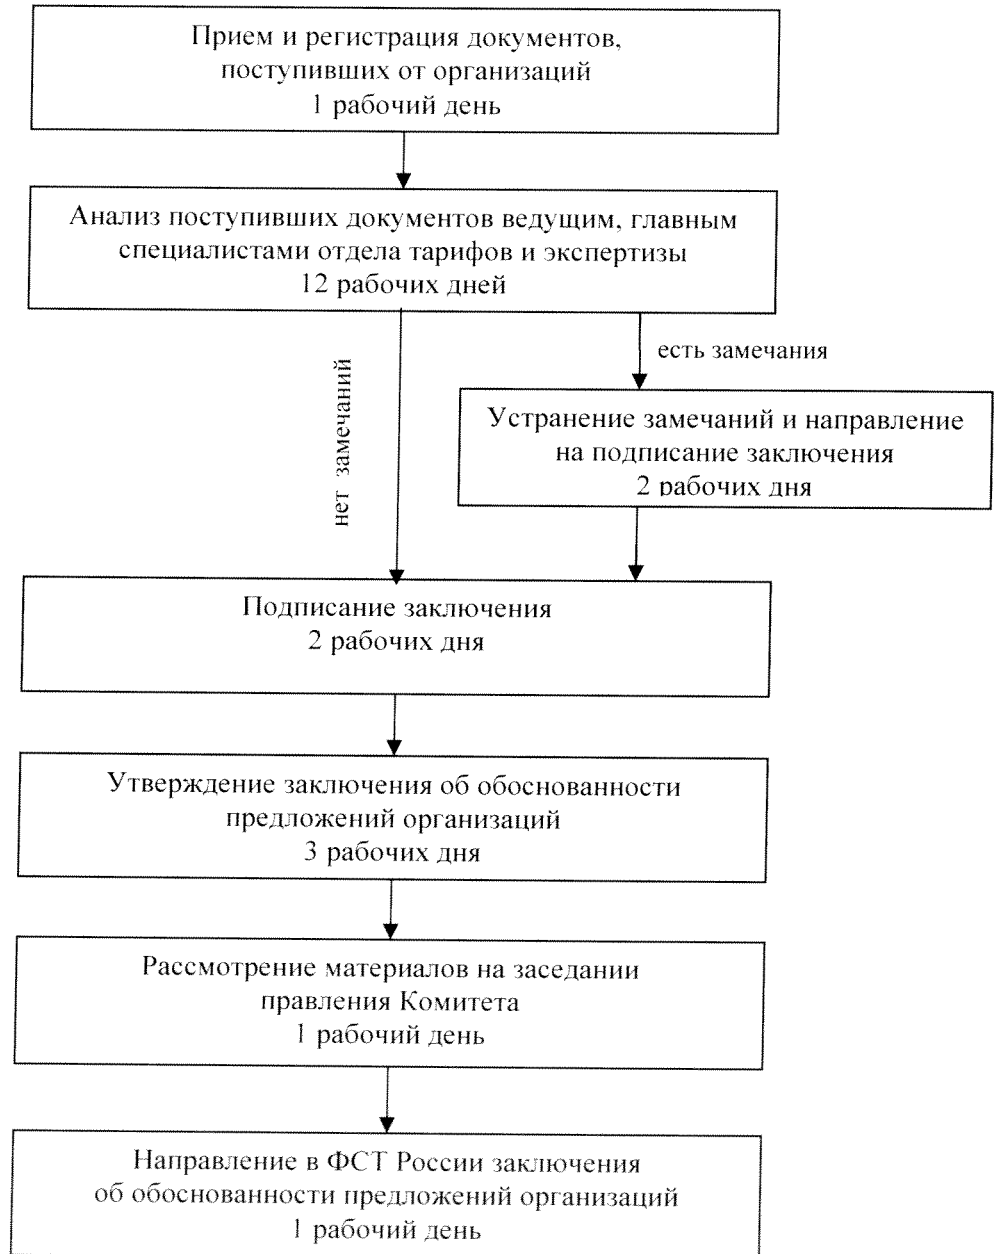 Прием и регистрация документов,
поступивших от организаций
1 рабочий день
Анализ поступивших документов ведущим, главным
специалистами отдела тарифов и экспертизы
12 рабочих дней
нет замечаний
есть замечания
Устранение замечаний и направление
на подписание заключения
2 рабочих дня
Подписание заключения
2 рабочих дня
Утверждение заключения об обоснованности
предложений организаций
3 рабочих дня
Рассмотрение материалов на заседании
правления Комитета
1 рабочий день
Направление в ФСТ России заключения
об обоснованности предложений организаций
1 рабочий день